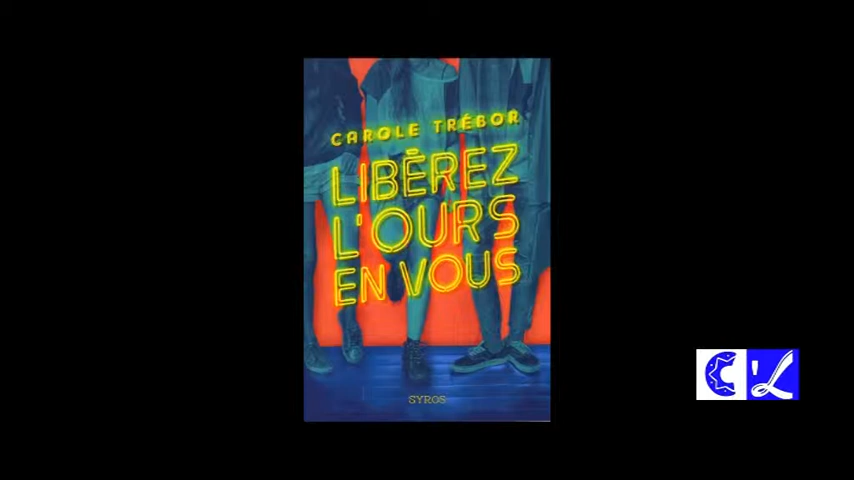 CAROLE TRÉBOR
LIBÉREZ
L'OURS
EN VOUS
SYROS
C'L